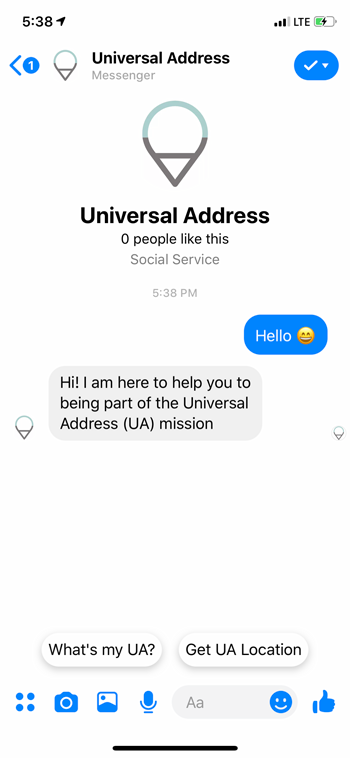 5:38
LTE
1
Universal Address
Messenger
Universal Address
0 people like this
Social Service
5:38 PM
Hello 😄
Hi! I am here to help you to
being part of the Universal
Address (UA) mission
What's my UA?
Get UA Location
Aa